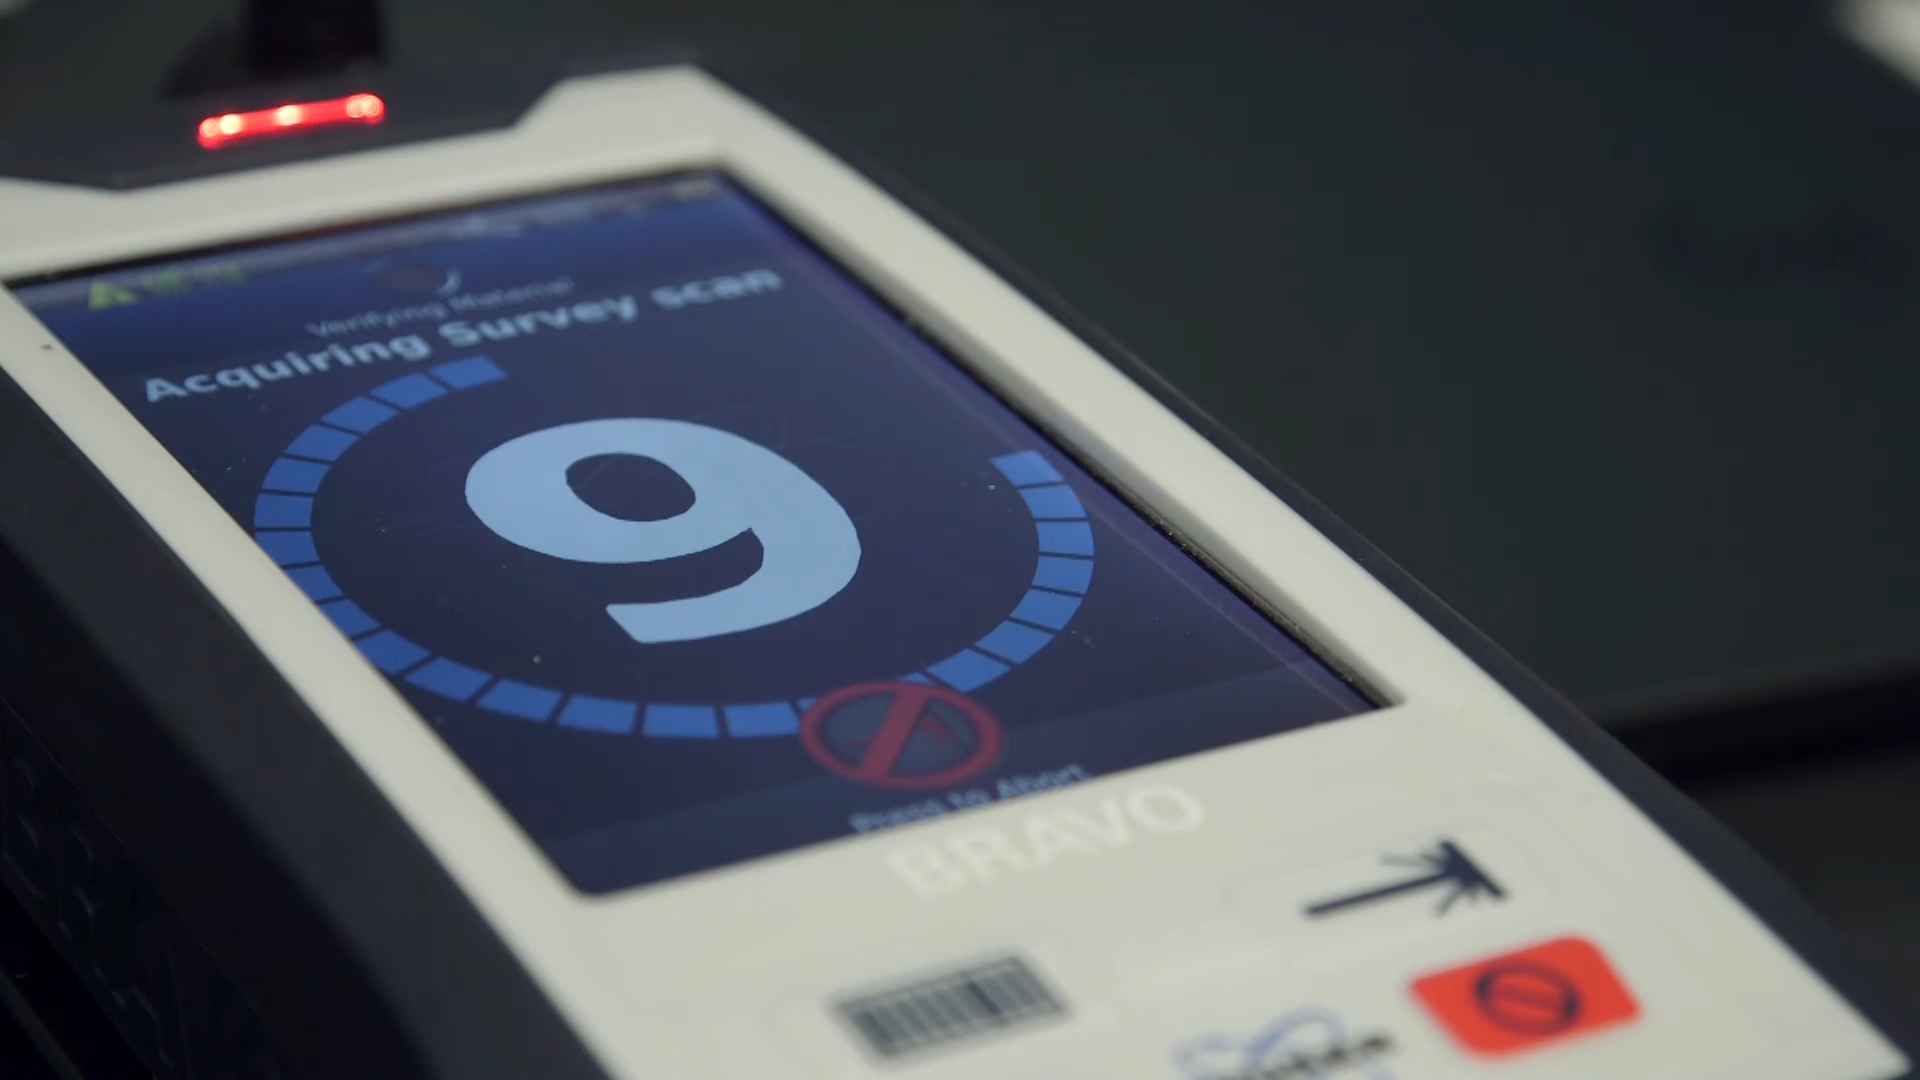 Verifying Material
Acquiring Survey scan
9
Press to Abort
BRAVO